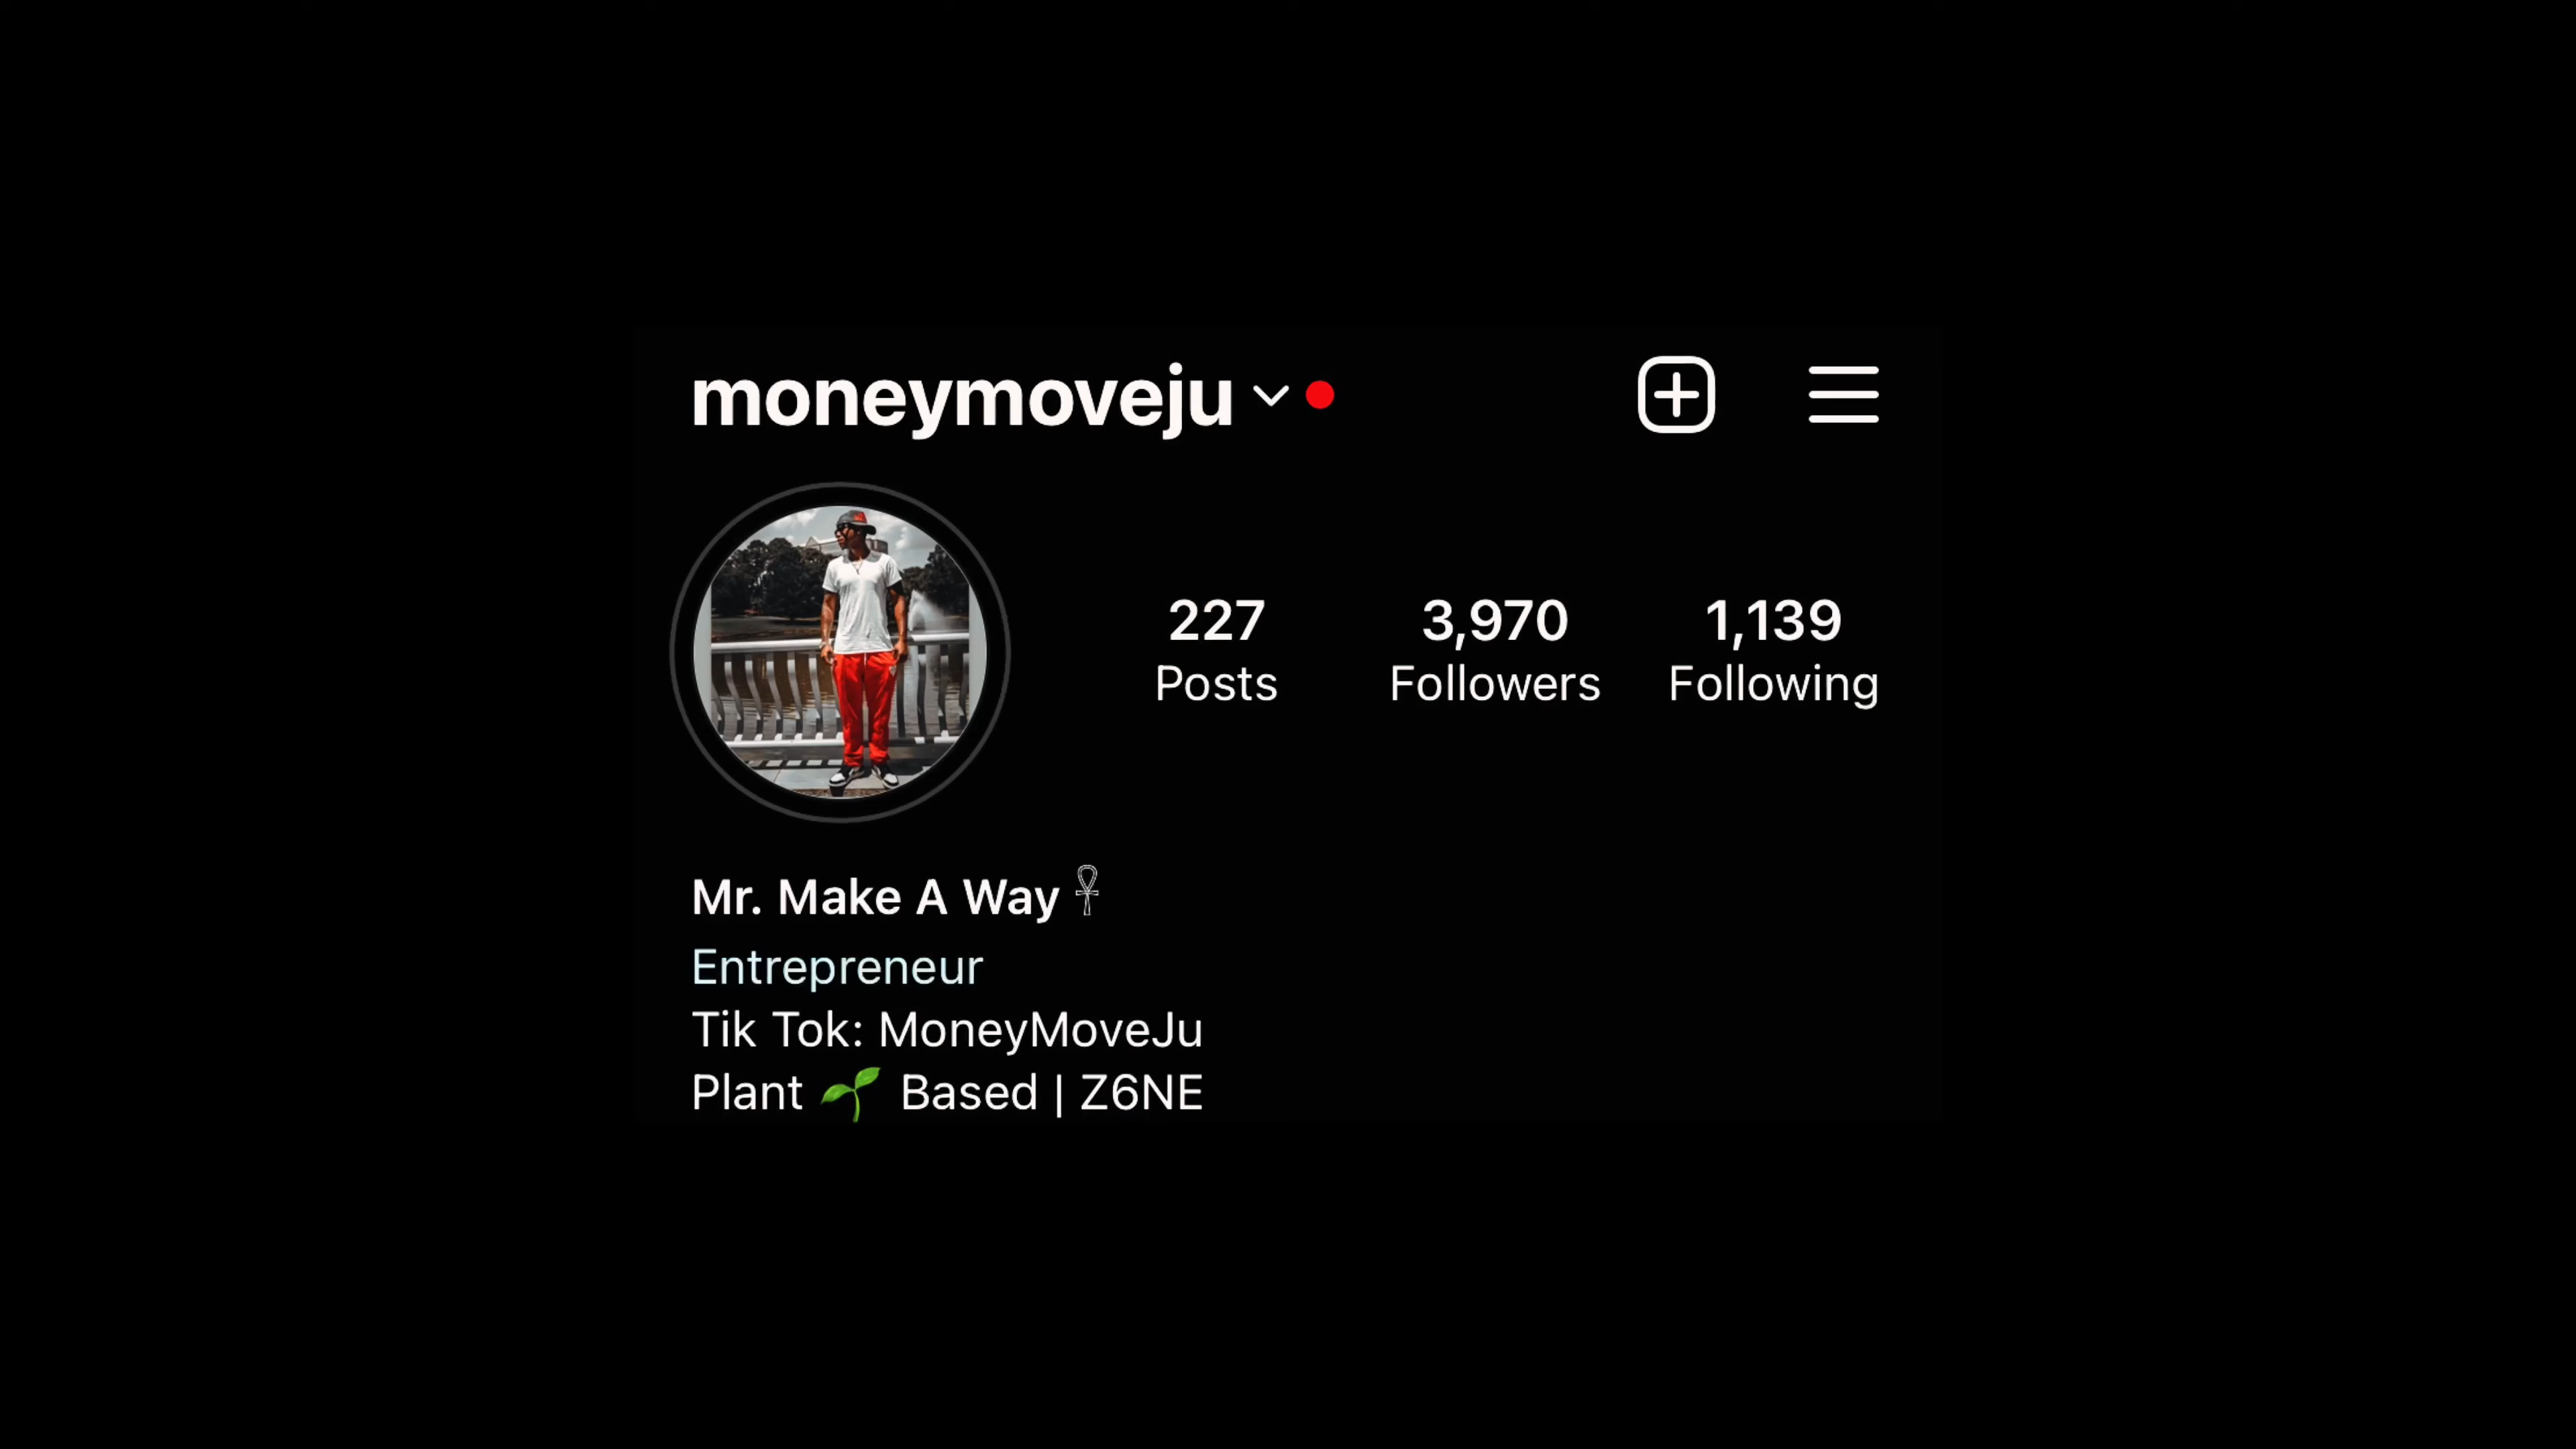 moneymoveju
227
Posts
3,970
Followers
1,139
Following
Mr. Make A Way ☥
Entrepreneur
Tik Tok: MoneyMoveJu
Plant 🌱 Based | Z6NE